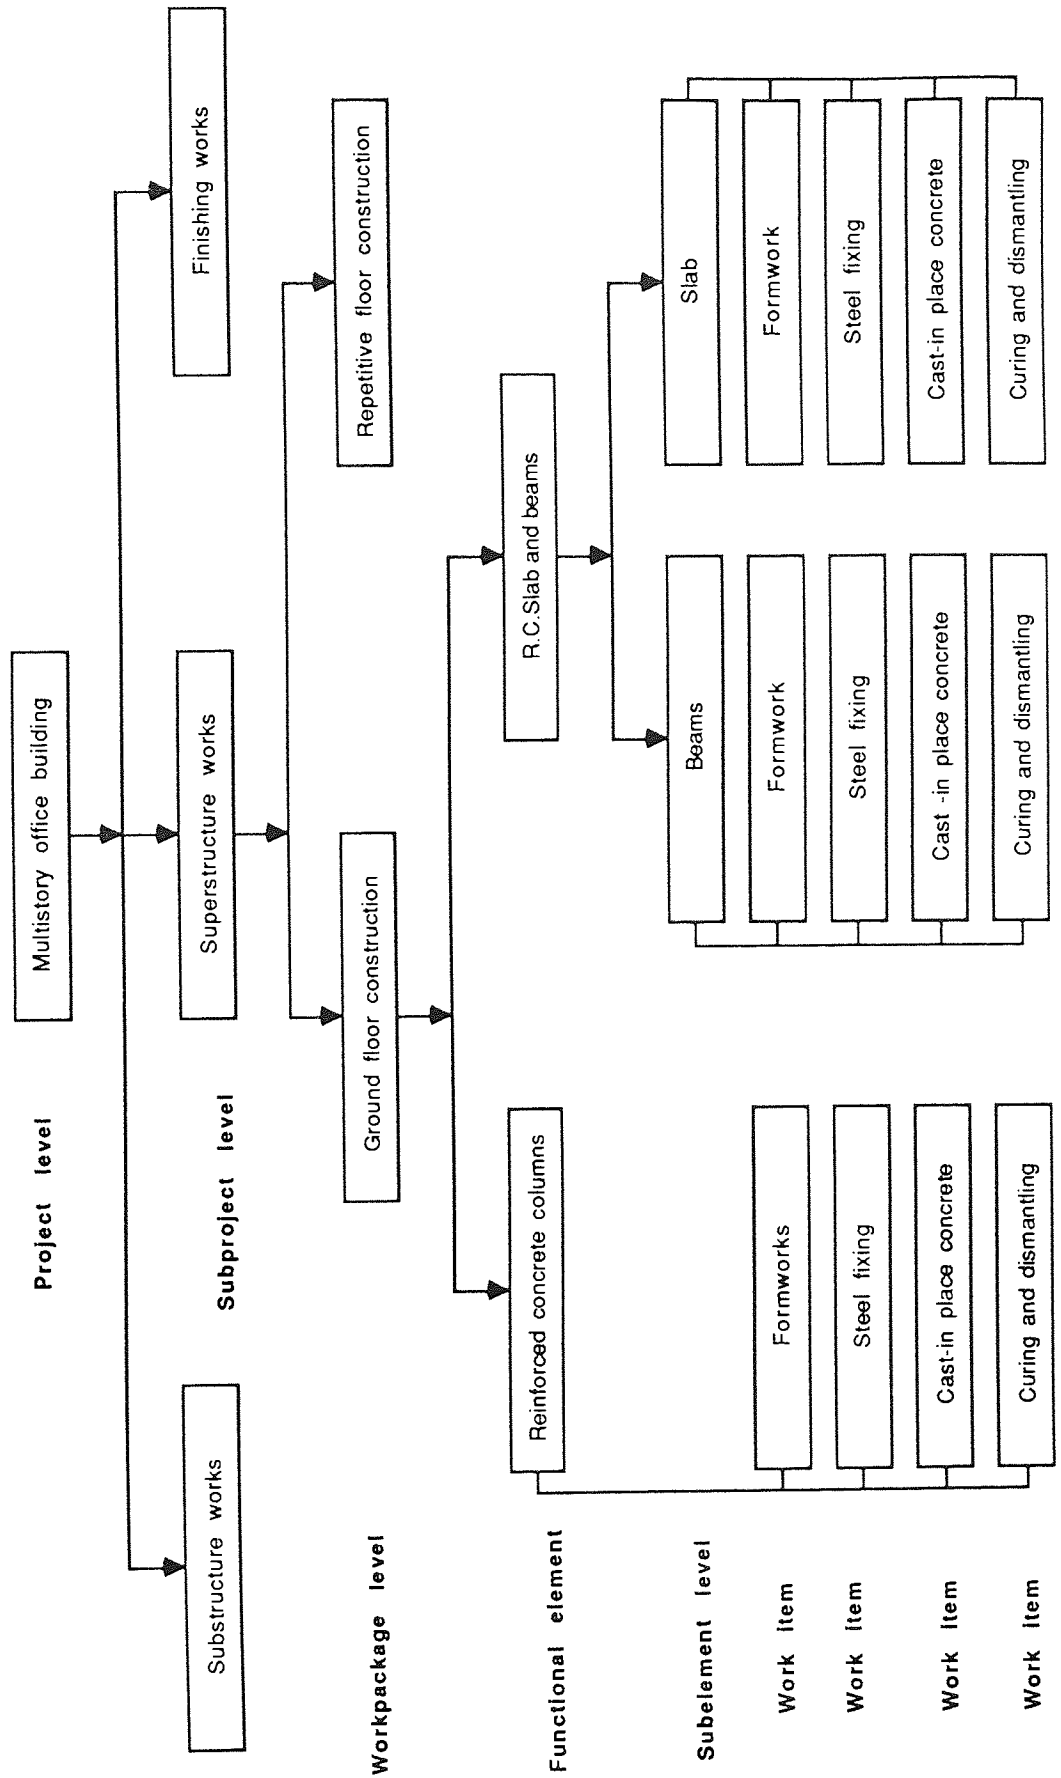 Project level
Multistory office building
Subproject level
Substructure works
Superstructure works
Finishing works
Workpackage level
Ground floor construction
Repetitive floor construction
Functional element
Reinforced concrete columns
R.C.Slab and beams
Subelement level
Beams
Slab
Work Item
Formworks
Formwork
Formwork
Work Item
Steel fixing
Steel fixing
Steel fixing
Work Item
Cast-in place concrete
Cast -in place concrete
Cast-in place concrete
Work Item
Curing and dismantling
Curing and dismantling
Curing and dismantling